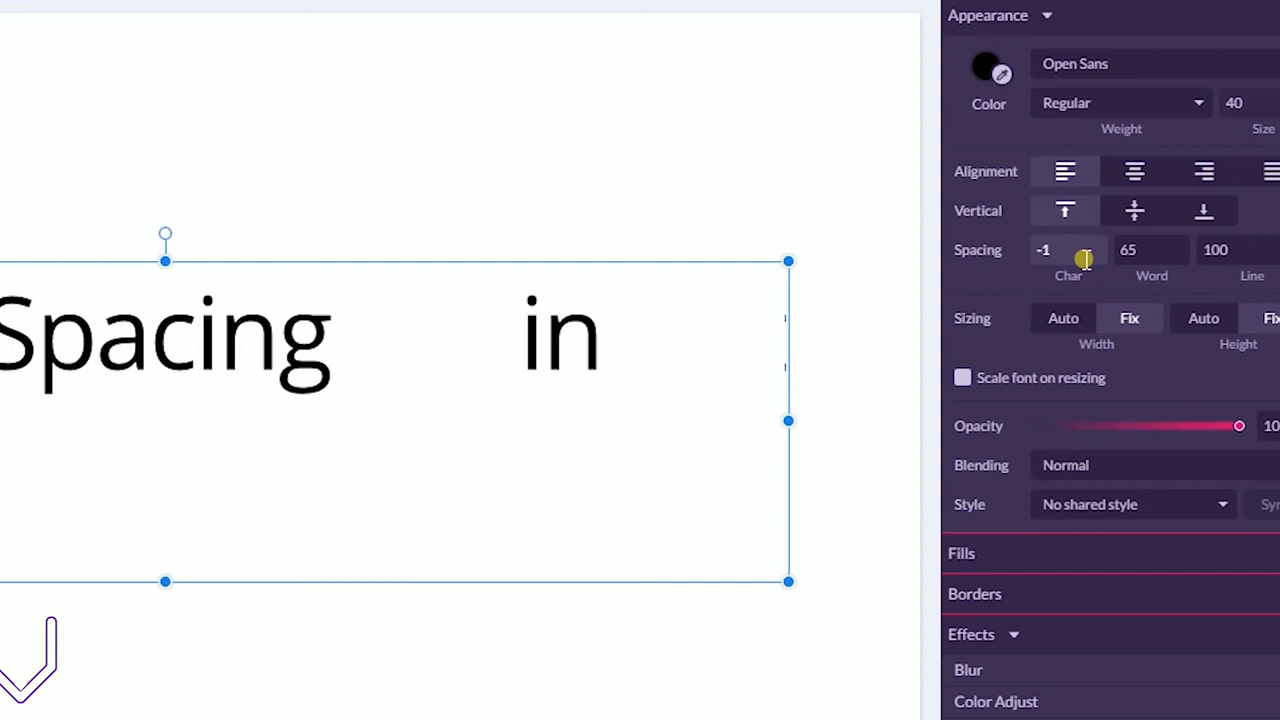 Appearance
Open Sans
Color
Regular 40
Weight Size
Alignment
Vertical
Spacing -1 65 100
Char Word Line
Sizing Auto Fix Auto Fix
Width Height
Scale font on resizing
Opacity 10
Blending Normal
Style No shared style
Fills
Borders
Effects
Blur
Color Adjust
Spacing in